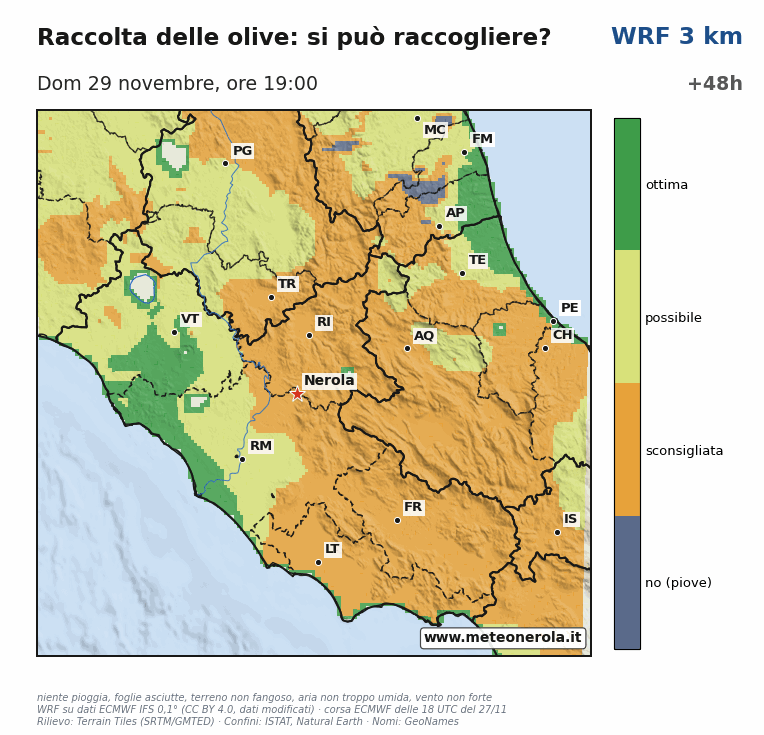 Raccolta delle olive: si può raccogliere?
WRF 3 km
Dom 29 novembre, ore 19:00
+48h
MC
FM
PG
AP
TE
TR
PE
VT
RI
CH
AQ
Nerola
RM
FR
IS
LT
www.meteonerola.it
ottima
possibile
sconsigliata
no (piove)
niente pioggia, foglie asciutte, terreno non fangoso, aria non troppo umida, vento non forte
WRF su dati ECMWF IFS 0,1° (CC BY 4.0, dati modificati) · corsa ECMWF delle 18 UTC del 27/11
Rilievo: Terrain Tiles (SRTM/GMTED) · Confini: ISTAT, Natural Earth · Nomi: GeoNames